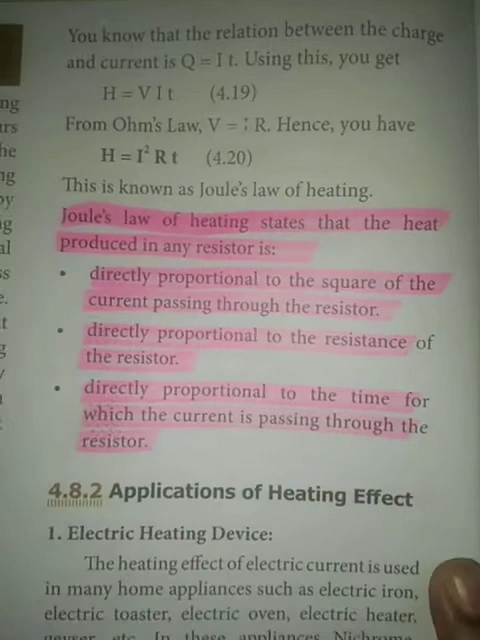 You know that the relation between the charge
and current is Q = I t. Using this, you get
H = V I t (4.19)
From Ohm's Law, V = I R. Hence, you have
H = I² R t (4.20)
This is known as Joule's law of heating.
Joule's law of heating states that the heat
produced in any resistor is:
• directly proportional to the square of the
current passing through the resistor.
• directly proportional to the resistance of
the resistor.
• directly proportional to the time for
which the current is passing through the
resistor.
4.8.2 Applications of Heating Effect
1. Electric Heating Device:
The heating effect of electric current is used
in many home appliances such as electric iron,
electric toaster, electric oven, electric heater,
geyser, etc. In these appliances Nichrom